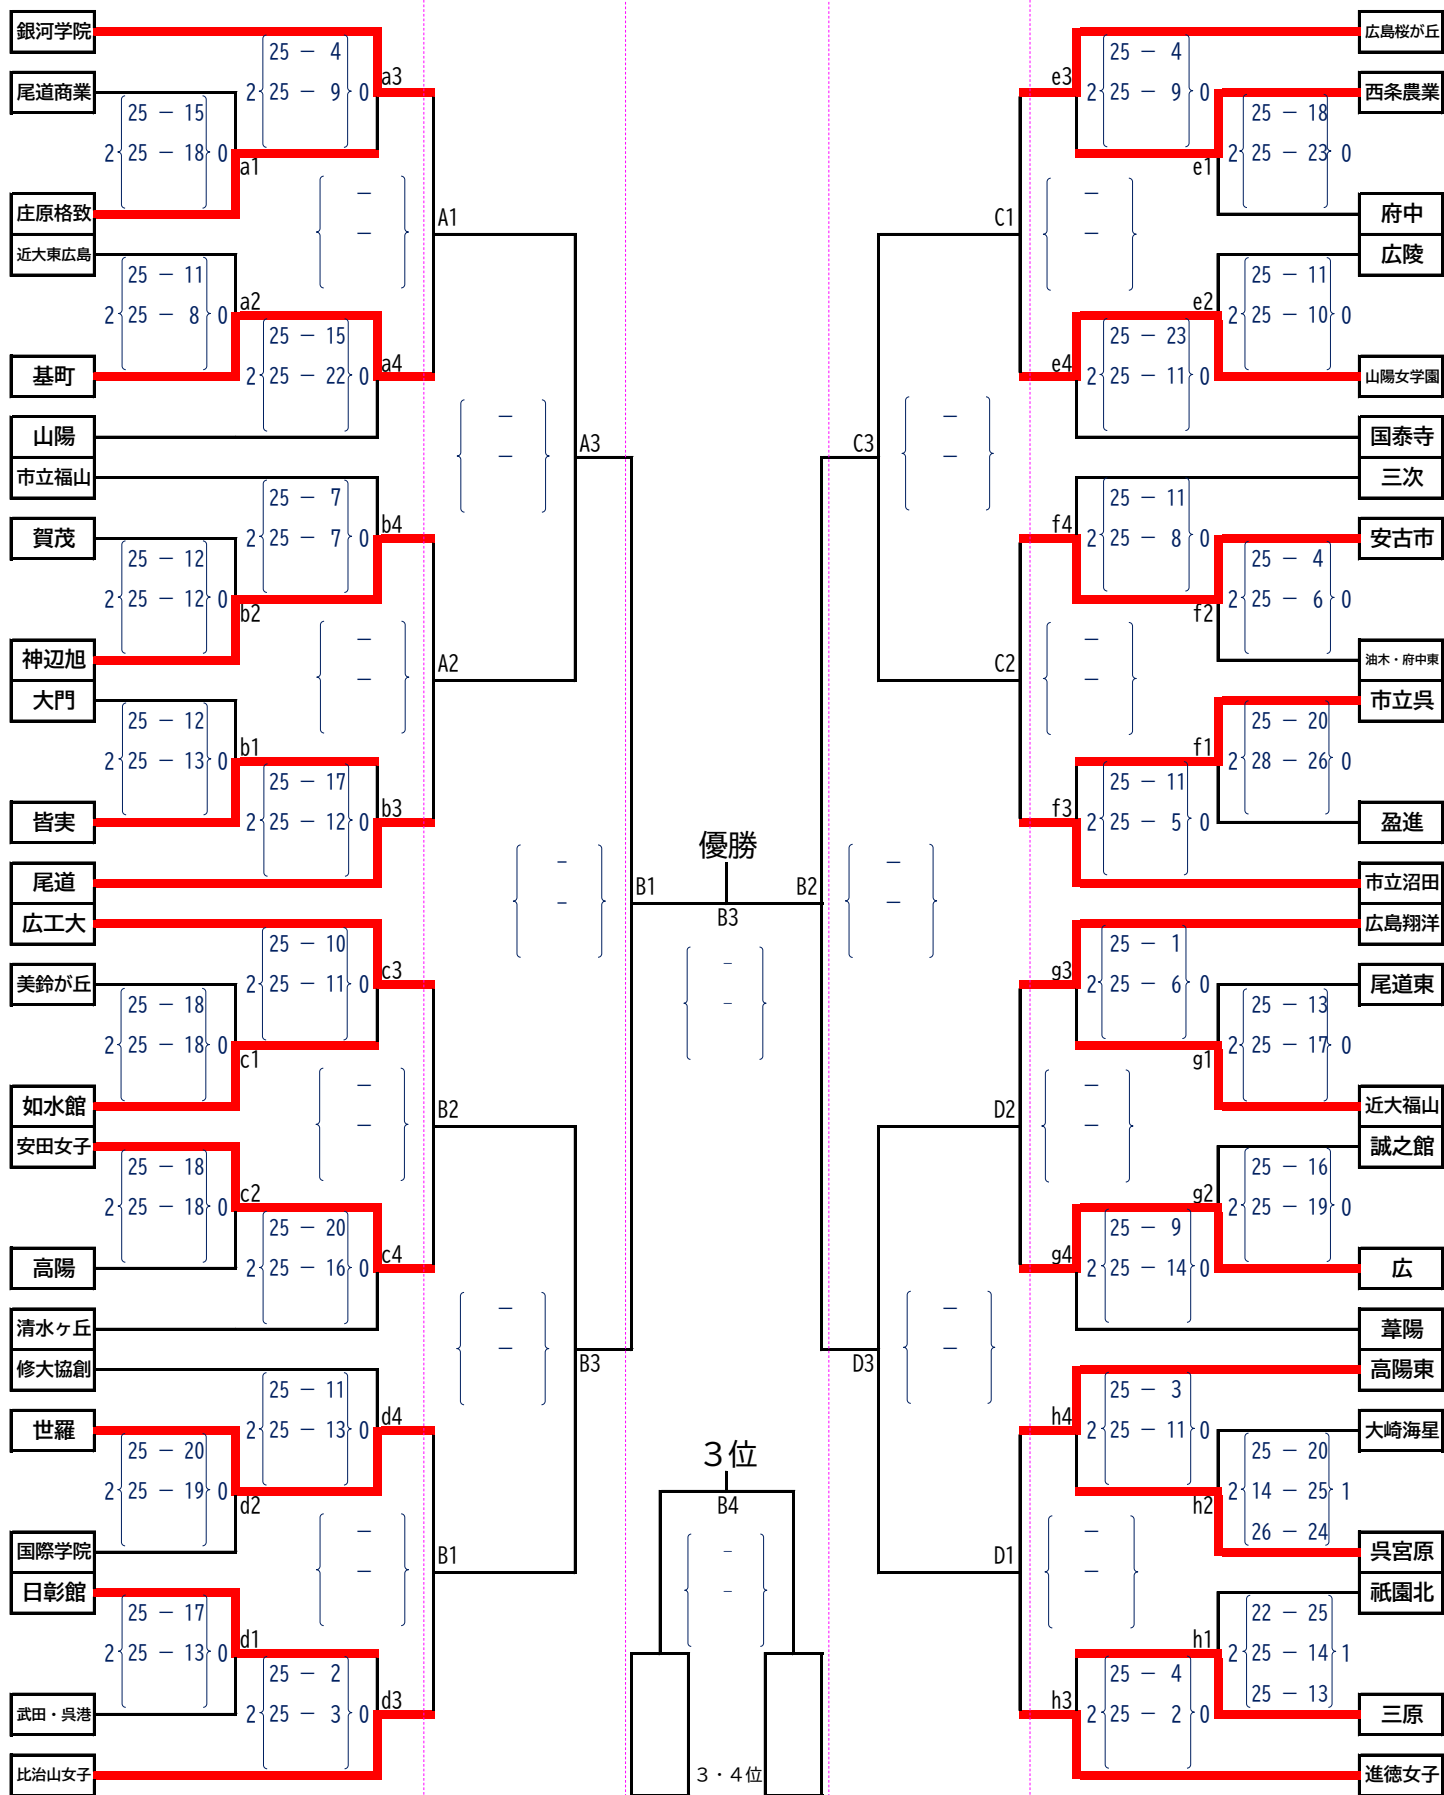 銀河学院
尾道商業
庄原格致
近大東広島
基町
山陽
市立福山
賀茂
神辺旭
大門
皆実
尾道
広工大
美鈴が丘
如水館
安田女子
高陽
清水ヶ丘
修大協創
世羅
国際学院
日彰館
武田・呉港
比治山女子
25 − 15
2 25 − 18 0
a1
25 − 11
2 25 − 8 0
a2
25 − 12
2 25 − 12 0
b2
25 − 12
2 25 − 13 0
b1
25 − 18
2 25 − 18 0
c1
25 − 18
2 25 − 18 0
c2
25 − 20
2 25 − 19 0
d2
25 − 17
2 25 − 13 0
d1
25 − 4
2 25 − 9 0
a3
25 − 15
2 25 − 22 0
a4
25 − 7
2 25 − 7 0
b4
25 − 17
2 25 − 12 0
b3
25 − 10
2 25 − 11 0
c3
25 − 20
2 25 − 16 0
c4
25 − 11
2 25 − 13 0
d4
25 − 2
2 25 − 3 0
d3
−
−
A1
−
−
A2
−
−
B2
−
−
B1
−
−
A3
−
−
B3
−
−
B1
優勝
B3
−
−
3位
B4
−
−
3・4位
B2
−
−
C3
−
−
D3
−
−
C1
−
−
C2
−
−
D2
−
−
D1
−
−
e3
25 − 4
2 25 − 9 0
e4
25 − 23
2 25 − 11 0
f4
25 − 11
2 25 − 8 0
f3
25 − 11
2 25 − 5 0
g3
25 − 1
2 25 − 6 0
g4
25 − 9
2 25 − 14 0
h4
25 − 3
2 25 − 11 0
h3
25 − 4
2 25 − 2 0
e1
25 − 18
2 25 − 23 0
e2
25 − 11
2 25 − 10 0
f2
25 − 4
2 25 − 6 0
f1
25 − 20
2 28 − 26 0
g1
25 − 13
2 25 − 17 0
g2
25 − 16
2 25 − 19 0
h2
25 − 20
2 14 − 25 1
26 − 24
h1
22 − 25
2 25 − 14 1
25 − 13
広島桜が丘
西条農業
府中
広陵
山陽女学園
国泰寺
三次
安古市
油木・府中東
市立呉
盈進
市立沼田
広島翔洋
尾道東
近大福山
誠之館
広
葦陽
高陽東
大崎海星
呉宮原
祇園北
三原
進徳女子